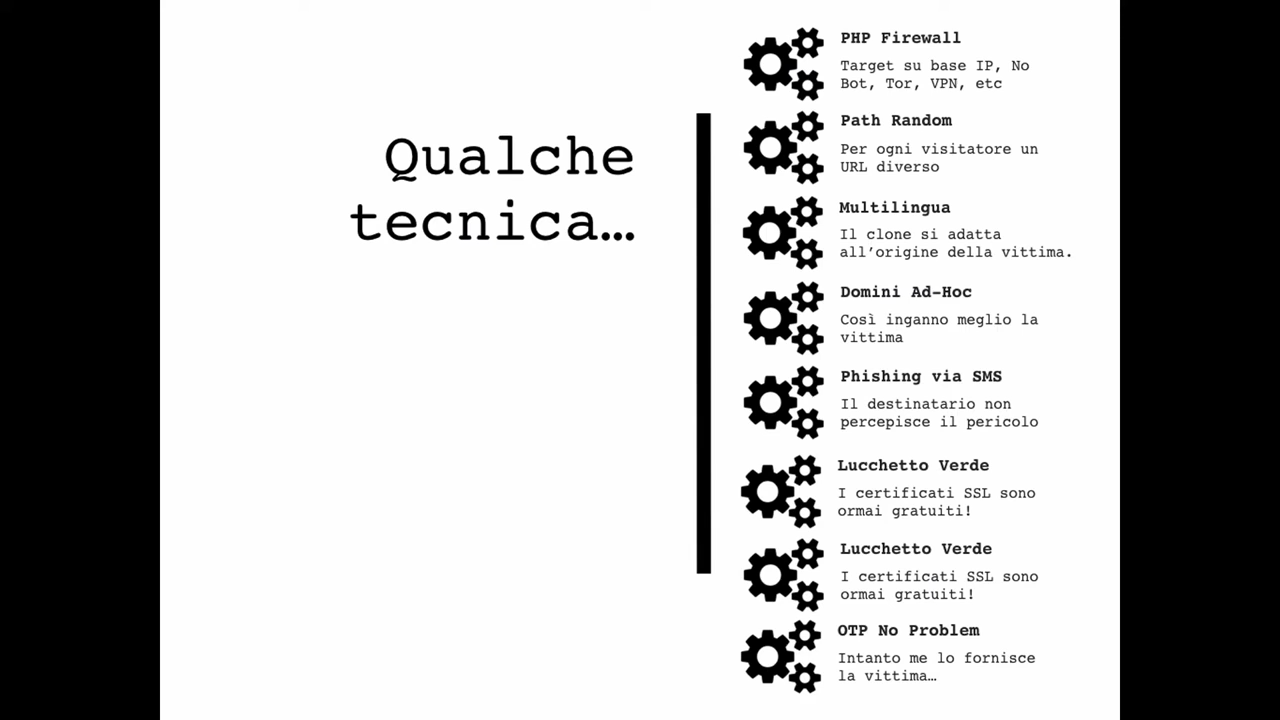 Qualche
tecnica…
PHP Firewall
Target su base IP, No
Bot, Tor, VPN, etc
Path Random
Per ogni visitatore un
URL diverso
Multilingua
Il clone si adatta
all’origine della vittima.
Domini Ad-Hoc
Così inganno meglio la
vittima
Phishing via SMS
Il destinatario non
percepisce il pericolo
Lucchetto Verde
I certificati SSL sono
ormai gratuiti!
Lucchetto Verde
I certificati SSL sono
ormai gratuiti!
OTP No Problem
Intanto me lo fornisce
la vittima…